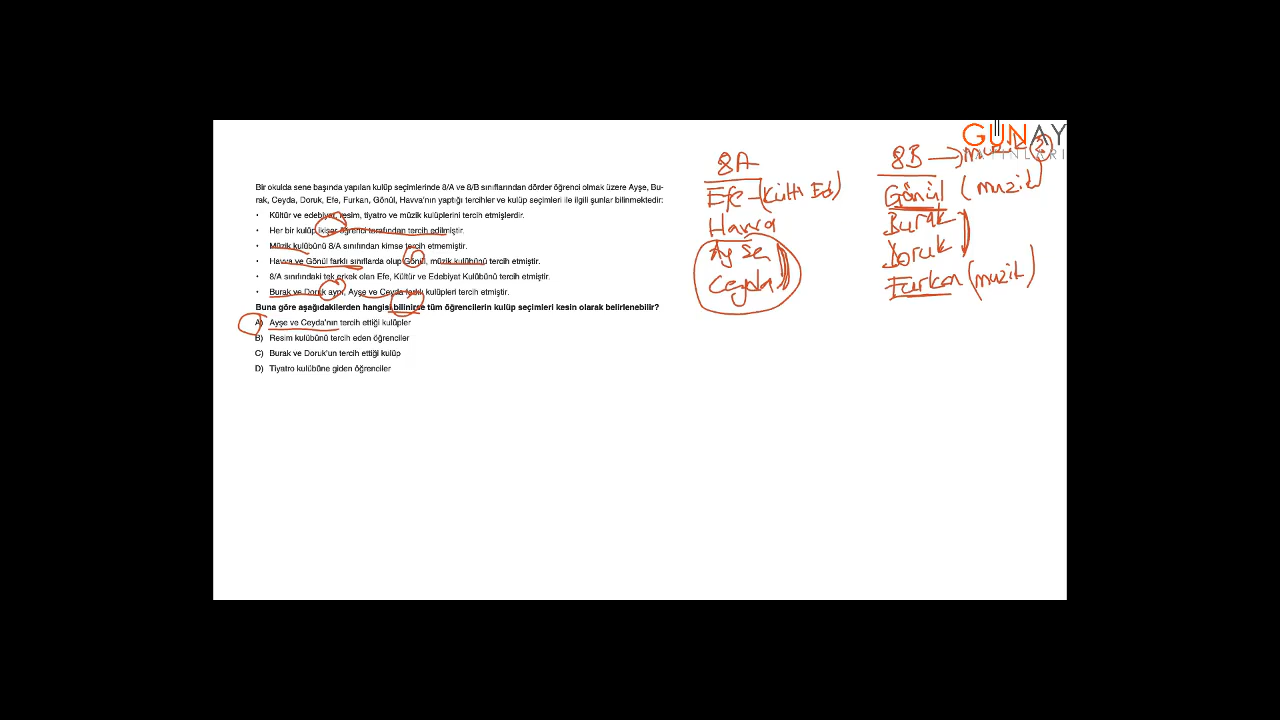 GÜNAY
YAYINLARI
Bir okulda sene başında yapılan kulüp seçimlerinde 8/A ve 8/B sınıflarından dörder öğrenci olmak üzere Ayşe, Bu-
rak, Ceyda, Doruk, Efe, Furkan, Gönül, Havva'nın yaptığı tercihler ve kulüp seçimleri ile ilgili şunlar bilinmektedir:
• Kültür ve edebiyat, resim, tiyatro ve müzik kulüplerini tercih etmişlerdir.
• Her bir kulüp ikişer öğrenci tarafından tercih edilmiştir.
• Müzik kulübünü 8/A sınıfından kimse tercih etmemiştir.
• Havva ve Gönül farklı sınıflarda olup Gönül, müzik kulübünü tercih etmiştir.
• 8/A sınıfındaki tek erkek olan Efe, Kültür ve Edebiyat Kulübünü tercih etmiştir.
• Burak ve Doruk aynı, Ayşe ve Ceyda farklı kulüpleri tercih etmiştir.
Buna göre aşağıdakilerden hangisi bilinirse tüm öğrencilerin kulüp seçimleri kesin olarak belirlenebilir?
A) Ayşe ve Ceyda'nın tercih ettiği kulüpler
B) Resim kulübünü tercih eden öğrenciler
C) Burak ve Doruk'un tercih ettiği kulüp
D) Tiyatro kulübüne giden öğrenciler
8A
Efe - (Kült Ed)
Havva
Ayşe
Ceyda
8B → müzik 2
Gönül (müzik
Burak
Doruk
Furkan (müzik)